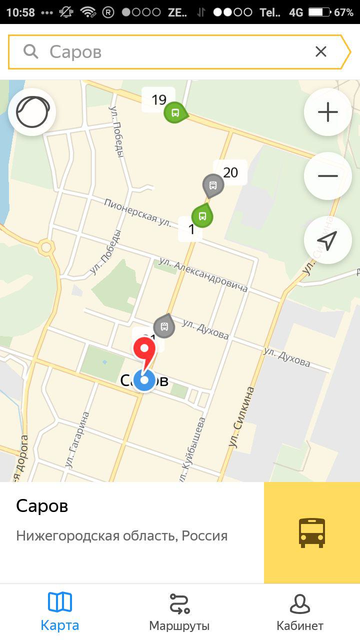 10:58 ... R ZE.. Tel.. 4G 67%
Саров
19
20
1
ул. Победы
Пионерская ул.
ул. Победы
ул. Александровича
ул. Духова
ул. Духова
Саров
ул. Силкина
ул. Гагарина
ул. Куйбышева
я дорога
ул.
Саров
Нижегородская область, Россия
Карта
Маршруты
Кабинет